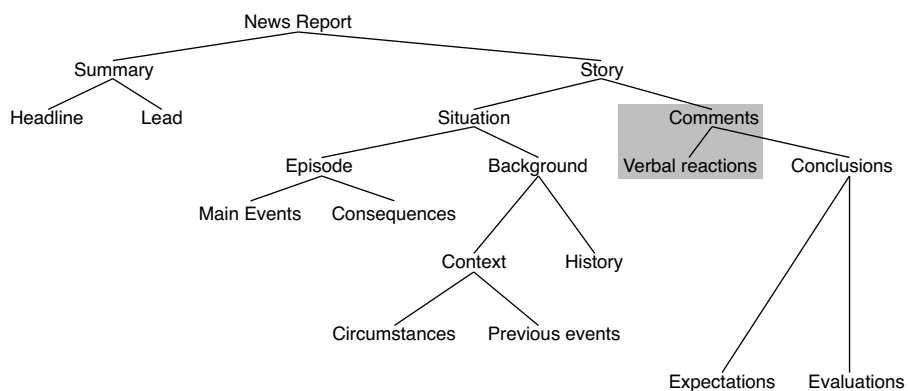 News Report
Summary
Story
Headline
Lead
Situation
Comments
Episode
Background
Verbal reactions
Conclusions
Main Events
Consequences
Context
History
Circumstances
Previous events
Expectations
Evaluations